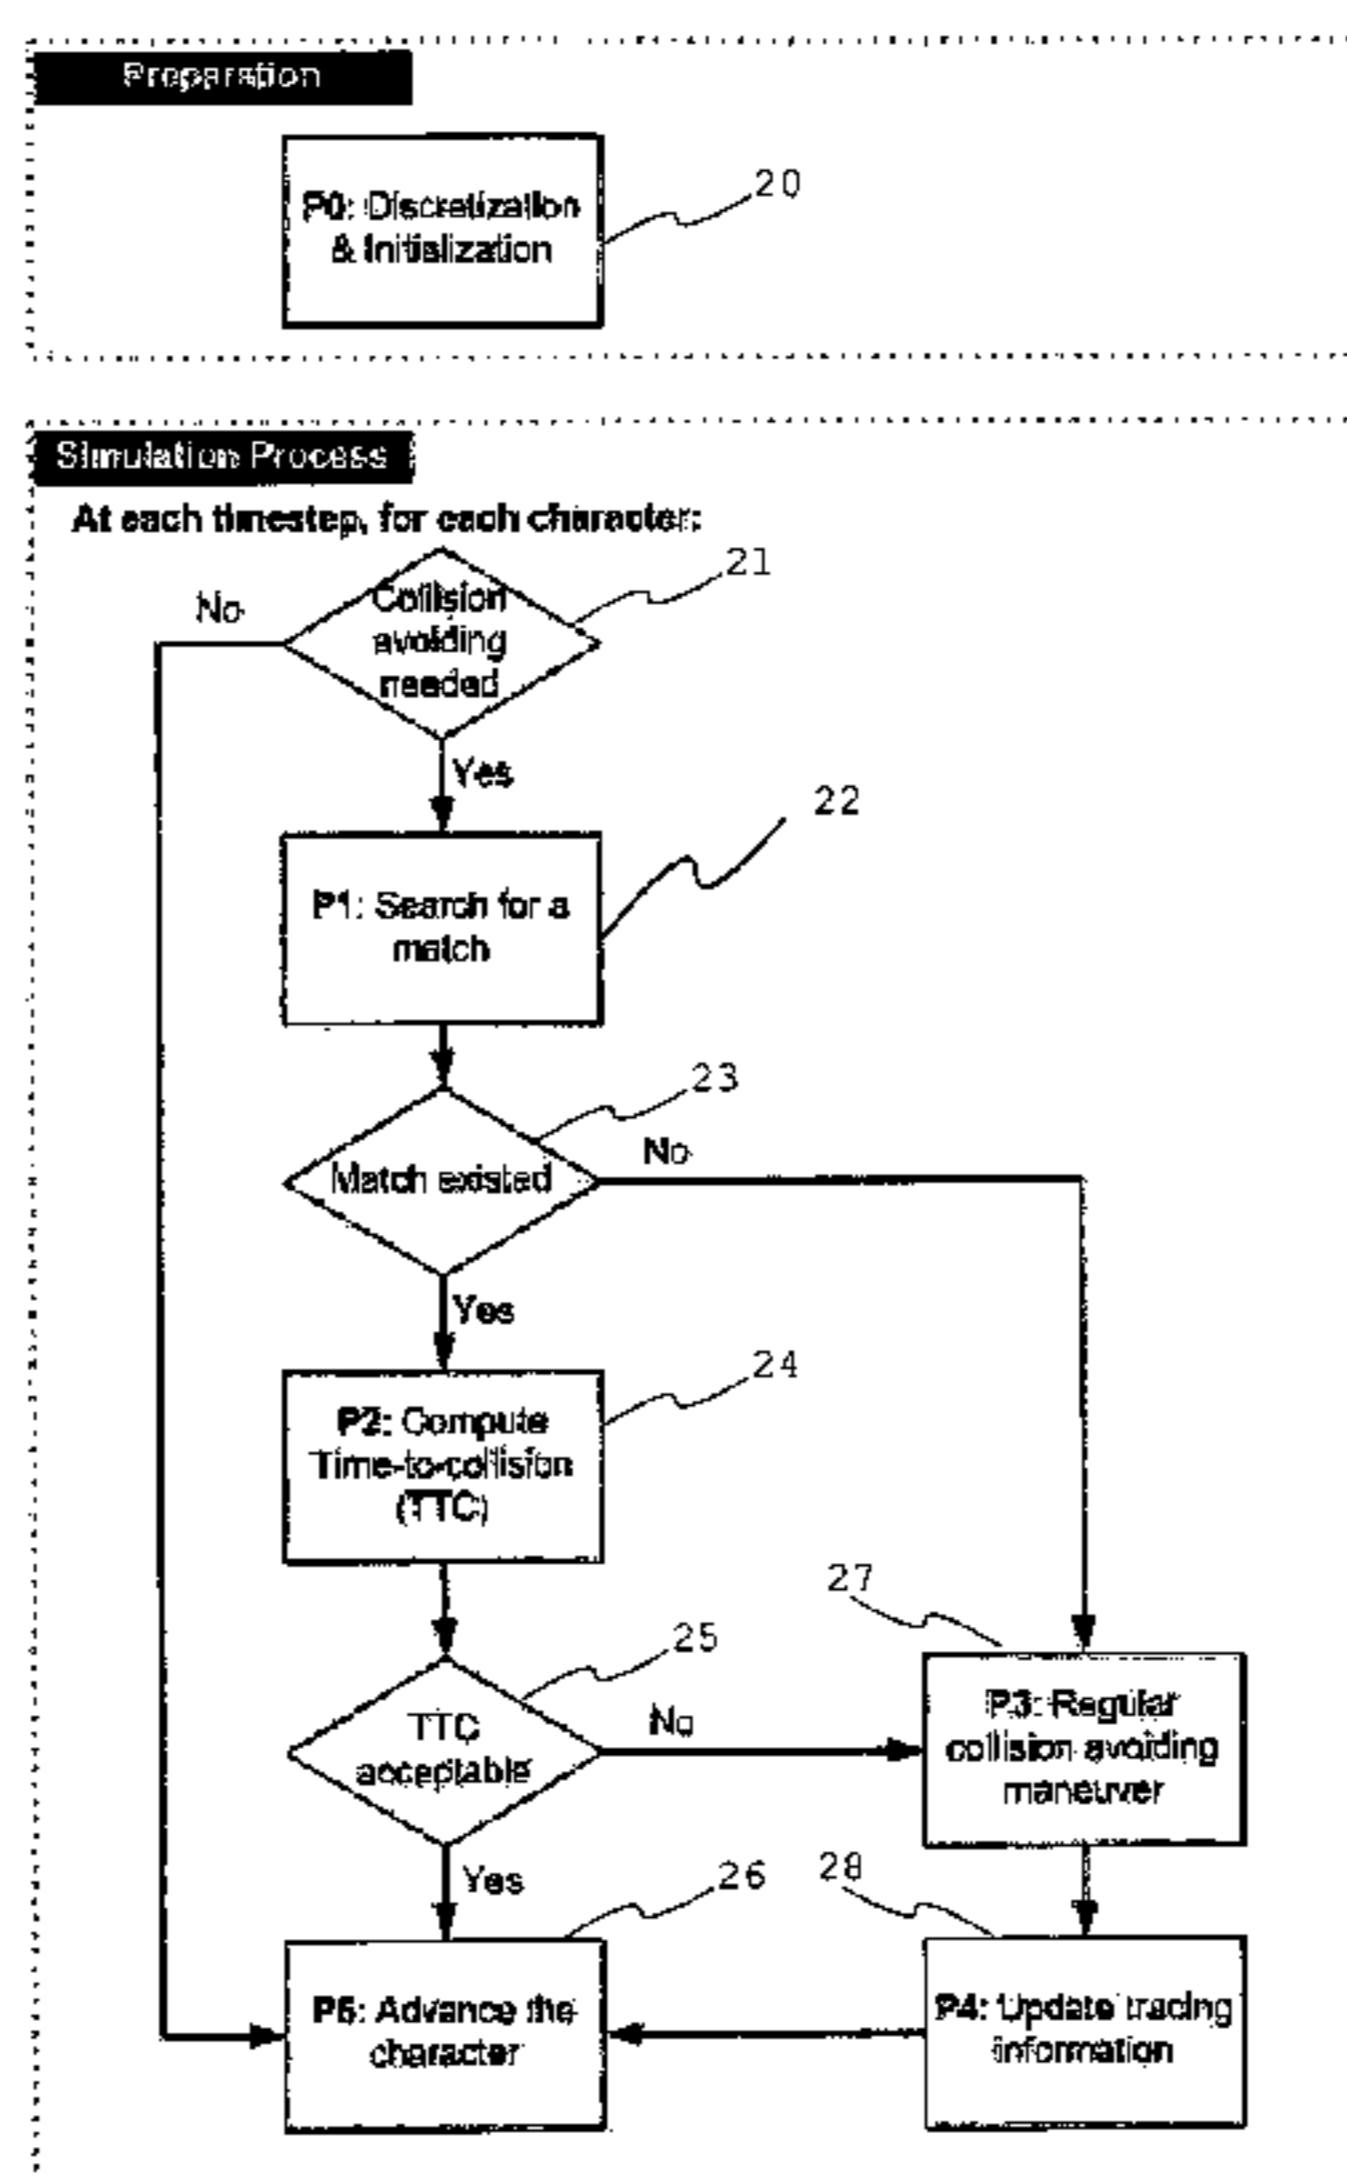 Preparation
P0: Discretization
& Initialization
20
Simulation Process
At each timestep, for each character:
21
No
Collision
avoiding
needed
Yes
22
P1: Search for a
match
23
No
Match existed
Yes
24
P2: Compute
Time-to-collision
(TTC)
27
25
No
TTC
acceptable
P3: Regular
collision avoiding
maneuver
Yes
26
28
P5: Advance the
character
P4: Update tracing
information